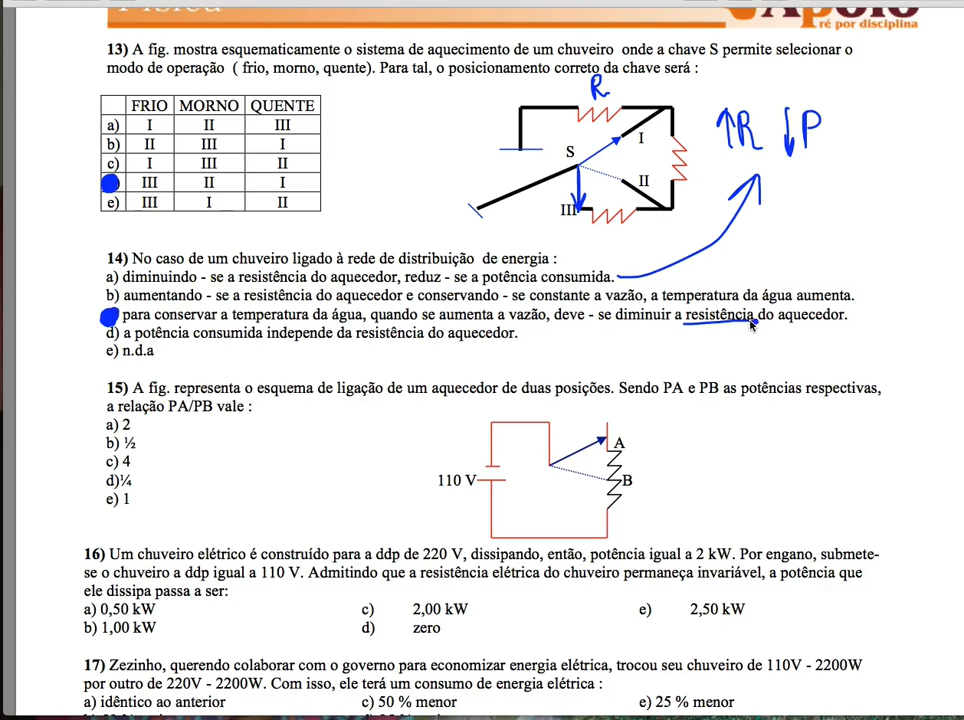 Apoio
ré por disciplina
13) A fig. mostra esquematicamente o sistema de aquecimento de um chuveiro onde a chave S permite selecionar o
modo de operação ( frio, morno, quente). Para tal, o posicionamento correto da chave será :
FRIO MORNO QUENTE
a) I II III
b) II III I
c) I III II
III II I
e) III I II
R
S
I
II
III
↑R ↓P
14) No caso de um chuveiro ligado à rede de distribuição de energia :
a) diminuindo - se a resistência do aquecedor, reduz - se a potência consumida.
b) aumentando - se a resistência do aquecedor e conservando - se constante a vazão, a temperatura da água aumenta.
para conservar a temperatura da água, quando se aumenta a vazão, deve - se diminuir a resistência do aquecedor.
d) a potência consumida independe da resistência do aquecedor.
e) n.d.a
15) A fig. representa o esquema de ligação de um aquecedor de duas posições. Sendo PA e PB as potências respectivas,
a relação PA/PB vale :
a) 2
b) ½
c) 4
d)¼
e) 1
110 V
A
B
16) Um chuveiro elétrico é construído para a ddp de 220 V, dissipando, então, potência igual a 2 kW. Por engano, submete-
se o chuveiro a ddp igual a 110 V. Admitindo que a resistência elétrica do chuveiro permaneça invariável, a potência que
ele dissipa passa a ser:
a) 0,50 kW c) 2,00 kW e) 2,50 kW
b) 1,00 kW d) zero
17) Zezinho, querendo colaborar com o governo para economizar energia elétrica, trocou seu chuveiro de 110V - 2200W
por outro de 220V - 2200W. Com isso, ele terá um consumo de energia elétrica :
a) idêntico ao anterior c) 50 % menor e) 25 % menor